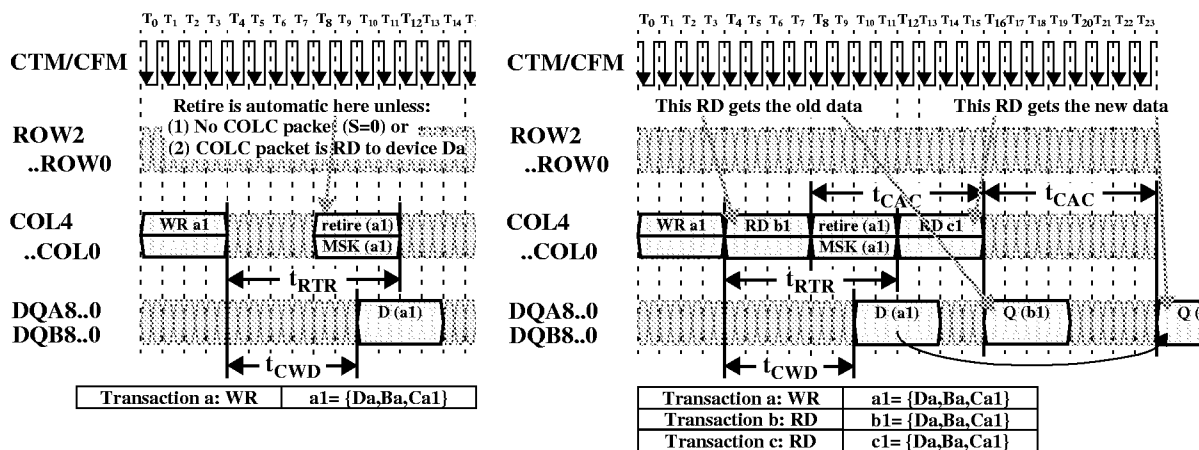 T0 T1 T2 T3 T4 T5 T6 T7 T8 T9 T10 T11 T12 T13 T14 T
CTM/CFM
Retire is automatic here unless:
(1) No COLC packet (S=0) or
(2) COLC packet is RD to device Da
ROW2
..ROW0
COL4
..COL0
WR a1
retire (a1)
MSK (a1)
tRTR
DQA8..0
DQB8..0
D (a1)
tCWD
Transaction a: WR a1= {Da,Ba,Ca1}
T0 T1 T2 T3 T4 T5 T6 T7 T8 T9 T10 T11 T12 T13 T14 T15 T16 T17 T18 T19 T20 T21 T22 T23
CTM/CFM
This RD gets the old data This RD gets the new data
ROW2
..ROW0
tCAC tCAC
COL4
..COL0
WR a1 RD b1 retire (a1) RD c1
MSK (a1)
tRTR
DQA8..0
DQB8..0
D (a1) Q (b1) Q (
tCWD
Transaction a: WR a1= {Da,Ba,Ca1}
Transaction b: RD b1= {Da,Ba,Ca1}
Transaction c: RD c1= {Da,Ba,Ca1}